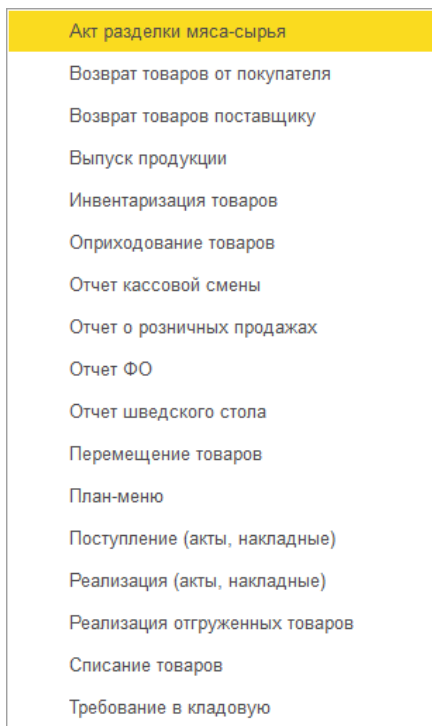 Акт разделки мяса-сырья
Возврат товаров от покупателя
Возврат товаров поставщику
Выпуск продукции
Инвентаризация товаров
Оприходование товаров
Отчет кассовой смены
Отчет о розничных продажах
Отчет ФО
Отчет шведского стола
Перемещение товаров
План-меню
Поступление (акты, накладные)
Реализация (акты, накладные)
Реализация отгруженных товаров
Списание товаров
Требование в кладовую